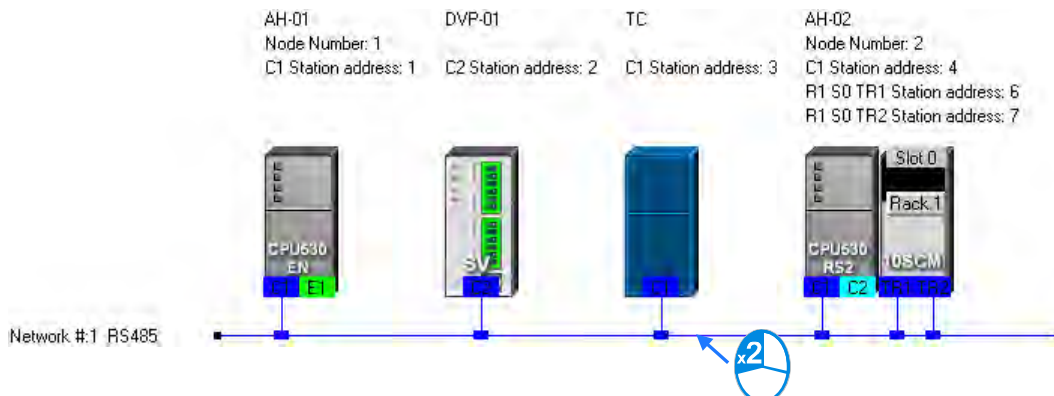 AH-01
Node Number: 1
C1 Station address: 1
DVP-01
C2 Station address: 2
TC
C1 Station address: 3
AH-02
Node Number: 2
C1 Station address: 4
R1 S0 TR1 Station address: 6
R1 S0 TR2 Station address: 7
CPU530
EN
C1 E1
SV
C2
C1
CPU530
RS2
C1 C2
Slot 0
Rack 1
10SCM
TR1 TR2
Network #:1 RS485
x2